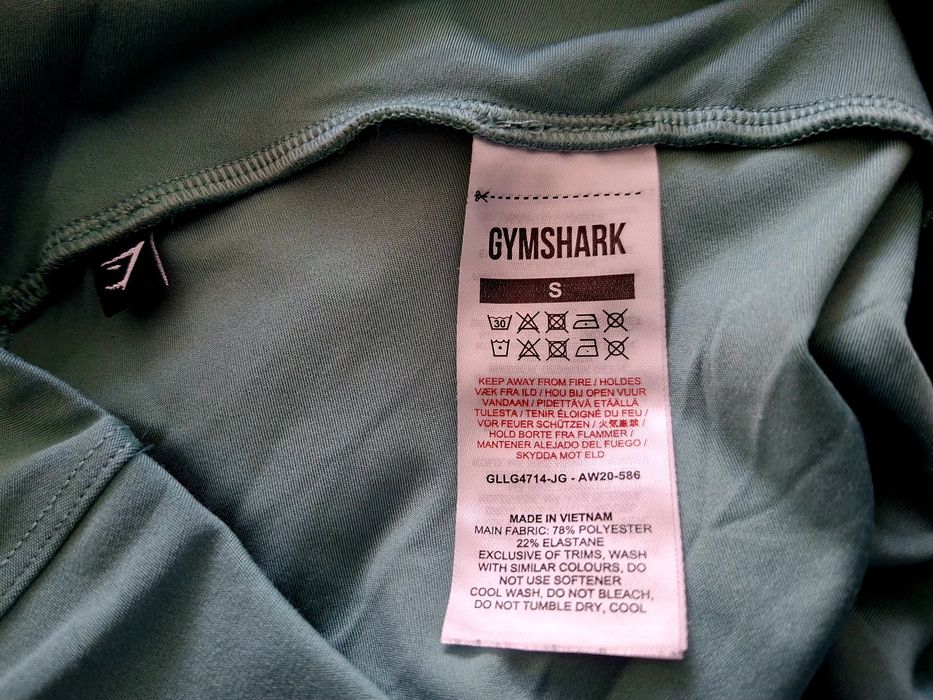 GYMSHARK
S
30
KEEP AWAY FROM FIRE / HOLDES
VÆK FRA ILD / HOU BIJ OPEN VUUR
VANDAAN / PIDETTÄVÄ ETÄÄLLÄ
TULESTA / TENIR ÉLOIGNÉ DU FEU /
VOR FEUER SCHÜTZEN / 火気厳禁 /
HOLD BORTE FRA FLAMMER /
MANTENER ALEJADO DEL FUEGO /
SKYDDA MOT ELD
GLLG4714-JG - AW20-586
MADE IN VIETNAM
MAIN FABRIC: 78% POLYESTER
22% ELASTANE
EXCLUSIVE OF TRIMS, WASH
WITH SIMILAR COLOURS, DO
NOT USE SOFTENER
COOL WASH, DO NOT BLEACH,
DO NOT TUMBLE DRY, COOL